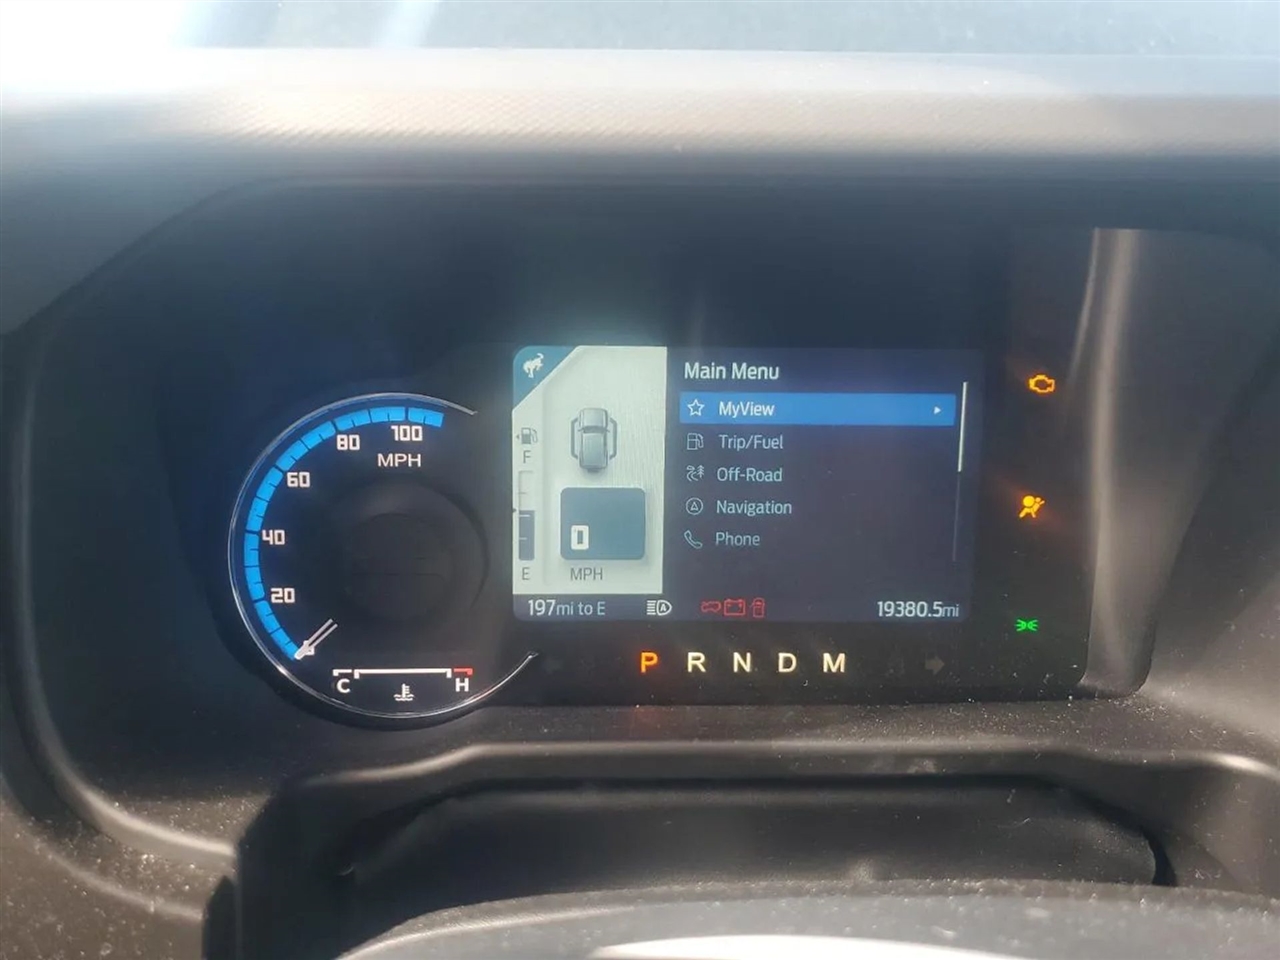 100
80
MPH
60
40
20
0
C
H
F
E
0
MPH
197mi to E
Main Menu
MyView
Trip/Fuel
Off-Road
Navigation
Phone
A
19380.5mi
P R N D M